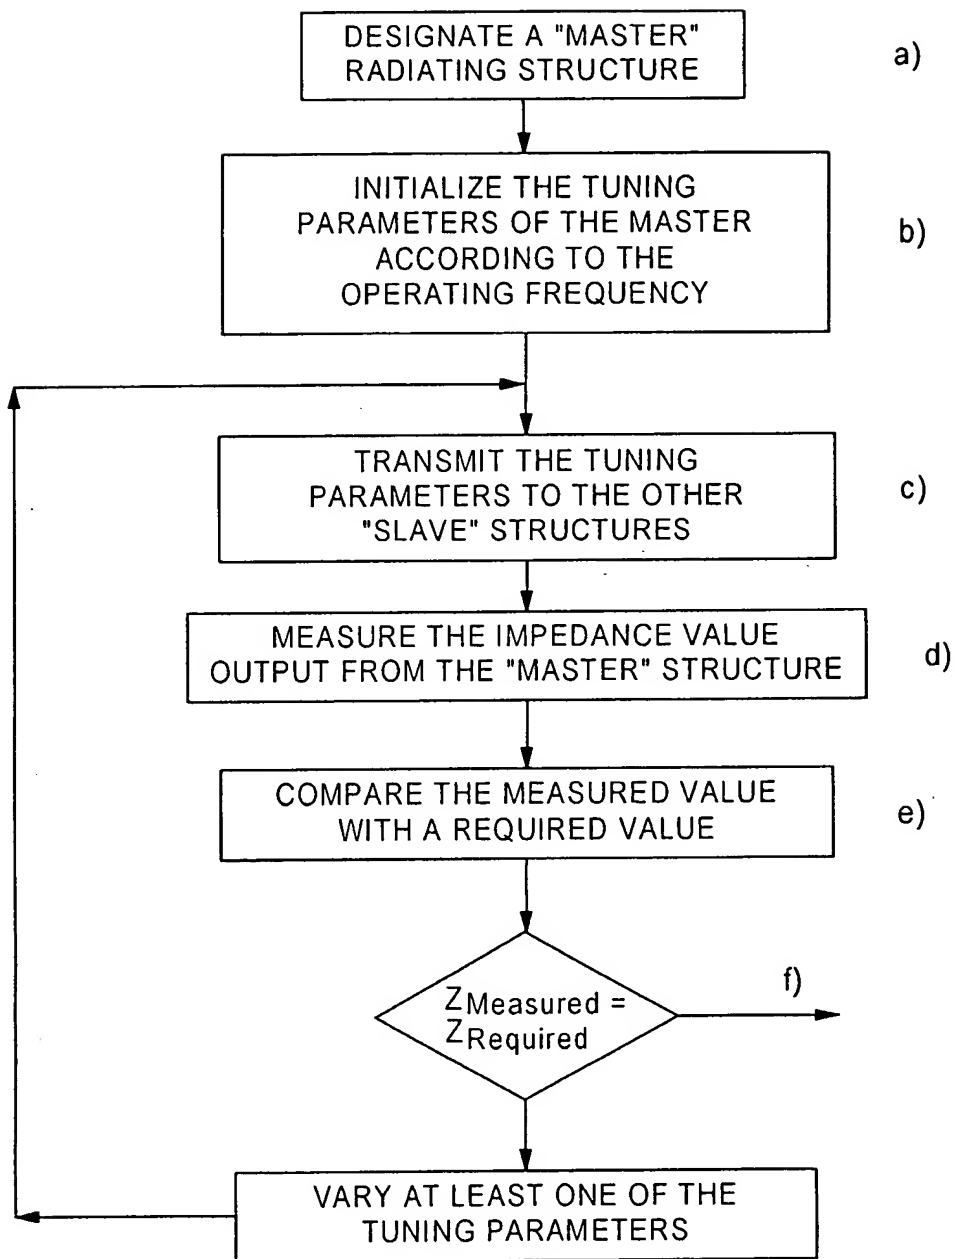 DESIGNATE A "MASTER"
RADIATING STRUCTURE
a)
INITIALIZE THE TUNING
PARAMETERS OF THE MASTER
ACCORDING TO THE
OPERATING FREQUENCY
b)
TRANSMIT THE TUNING
PARAMETERS TO THE OTHER
"SLAVE" STRUCTURES
c)
MEASURE THE IMPEDANCE VALUE
OUTPUT FROM THE "MASTER" STRUCTURE
d)
COMPARE THE MEASURED VALUE
WITH A REQUIRED VALUE
e)
ZMeasured =
ZRequired
f)
VARY AT LEAST ONE OF THE
TUNING PARAMETERS